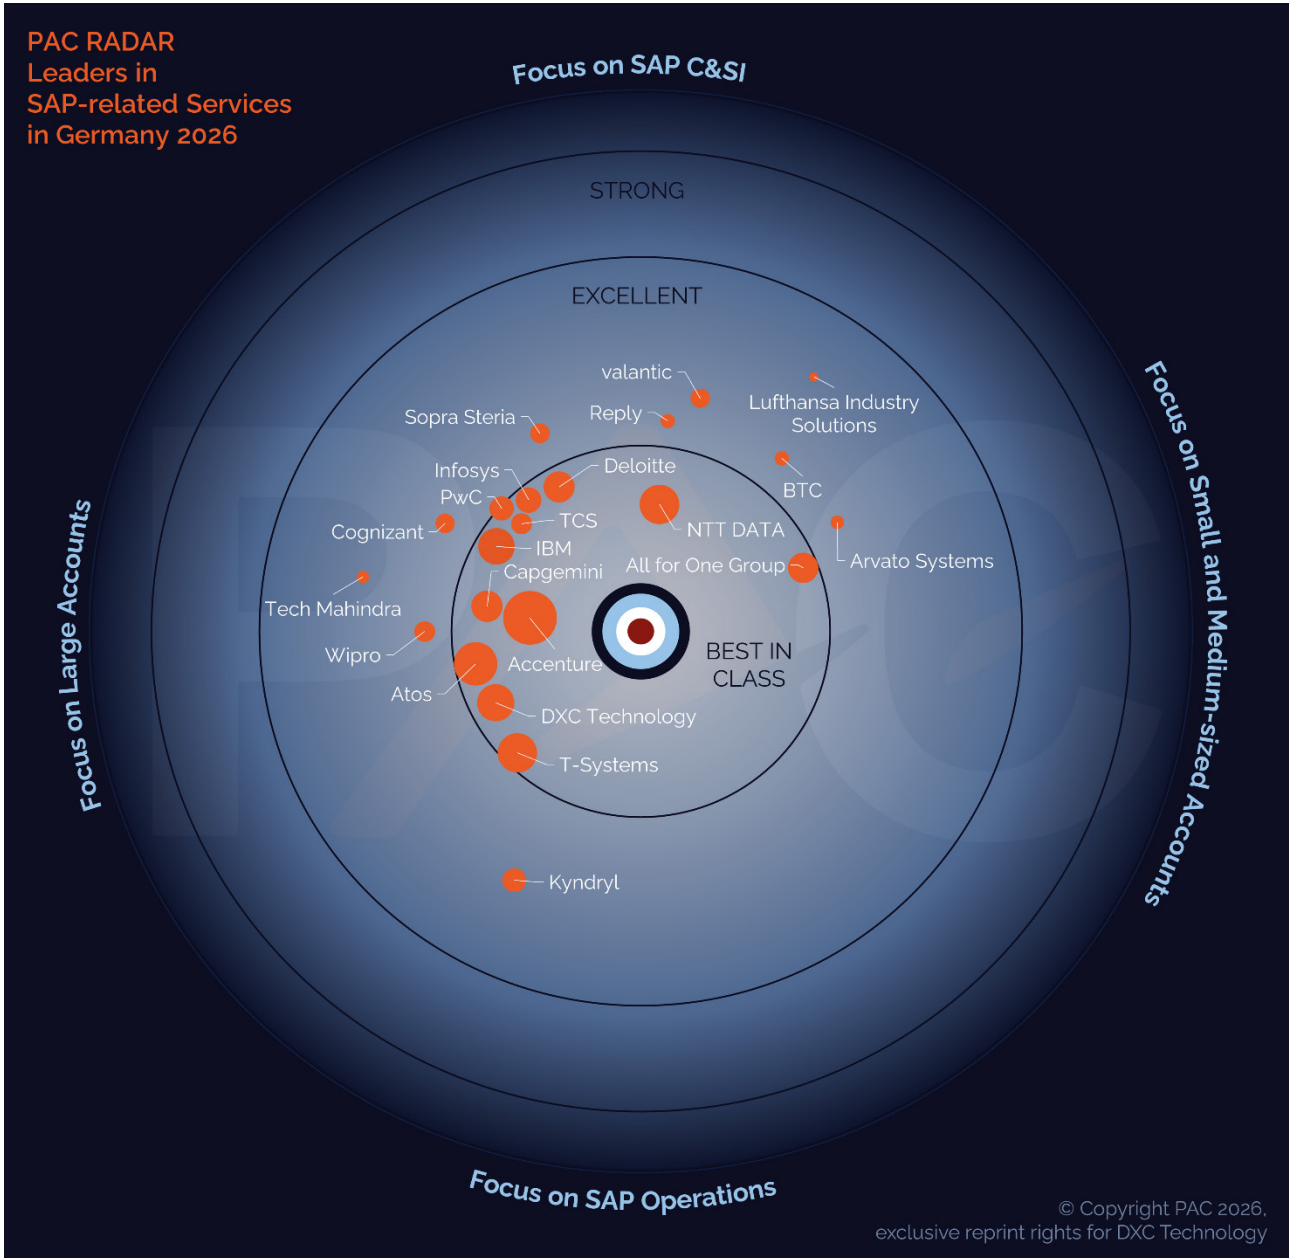 PAC RADAR
Leaders in
SAP-related Services
in Germany 2026
Focus on SAP C&SI
STRONG
EXCELLENT
valantic
Lufthansa Industry
Solutions
Reply
Sopra Steria
Deloitte
Infosys
BTC
PwC
TCS
NTT DATA
Cognizant
IBM
Arvato Systems
All for One Group
Capgemini
Tech Mahindra
Wipro
Accenture
BEST IN
CLASS
Atos
DXC Technology
T-Systems
Kyndryl
Focus on Large Accounts
Focus on Small and Medium-sized Accounts
Focus on SAP Operations
PAC
© Copyright PAC 2026,
exclusive reprint rights for DXC Technology